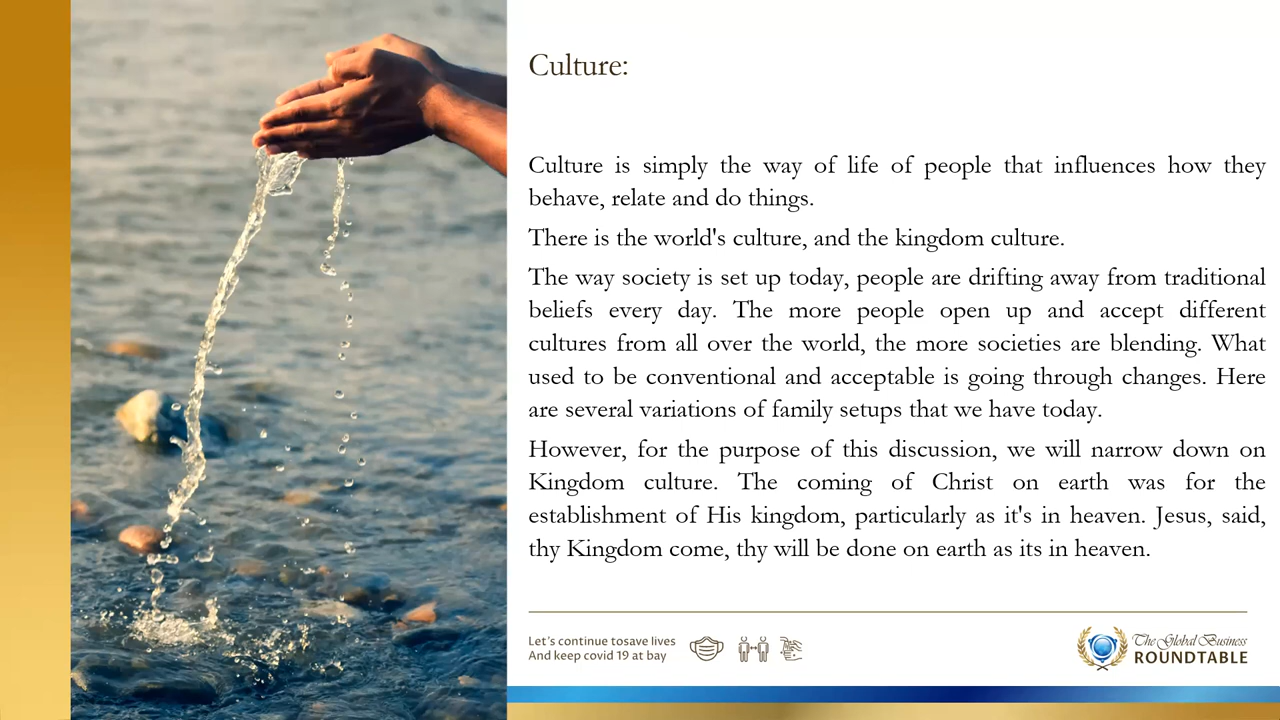 Culture:
Culture is simply the way of life of people that influences how they
behave, relate and do things.
There is the world's culture, and the kingdom culture.
The way society is set up today, people are drifting away from traditional
beliefs every day. The more people open up and accept different
cultures from all over the world, the more societies are blending. What
used to be conventional and acceptable is going through changes. Here
are several variations of family setups that we have today.
However, for the purpose of this discussion, we will narrow down on
Kingdom culture. The coming of Christ on earth was for the
establishment of His kingdom, particularly as it's in heaven. Jesus, said,
thy Kingdom come, thy will be done on earth as its in heaven.
Let's continue tosave lives
And keep covid 19 at bay
The Global Business
ROUNDTABLE